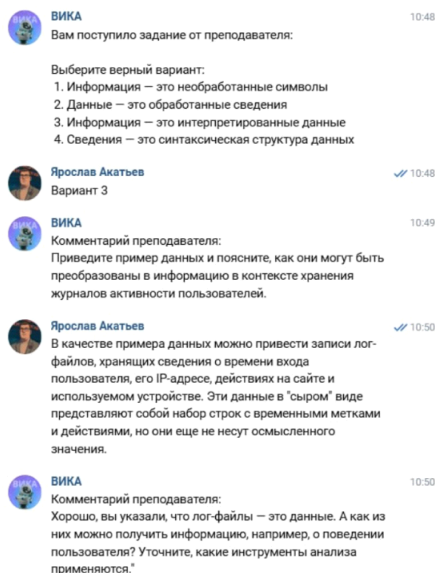 ВИКА 10:48
Вам поступило задание от преподавателя:
Выберите верный вариант:
1. Информация — это необработанные символы
2. Данные — это обработанные сведения
3. Информация — это интерпретированные данные
4. Сведения — это синтаксическая структура данных
Ярослав Акатьев 10:48
Вариант 3
ВИКА 10:49
Комментарий преподавателя:
Приведите пример данных и поясните, как они могут быть
преобразованы в информацию в контексте хранения
журналов активности пользователей.
Ярослав Акатьев 10:50
В качестве примера данных можно привести записи лог-
файлов, хранящих сведения о времени входа
пользователя, его IP-адресе, действиях на сайте и
используемом устройстве. Эти данные в "сыром" виде
представляют собой набор строк с временными метками
и действиями, но они еще не несут осмысленного
значения.
ВИКА 10:50
Комментарий преподавателя:
Хорошо, вы указали, что лог-файлы — это данные. А как из
них можно получить информацию, например, о поведении
пользователя? Уточните, какие инструменты анализа
применяются."